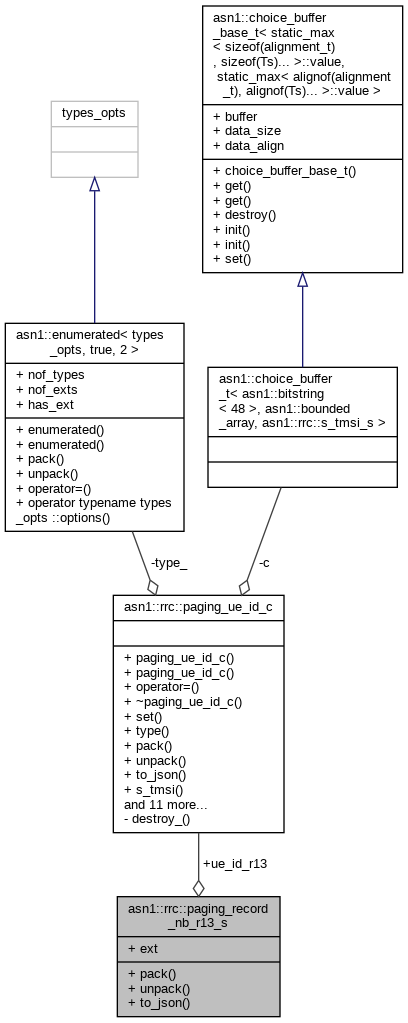 asn1::choice_buffer
_base_t< static_max
< sizeof(alignment_t)
, sizeof(Ts)... >::value,
static_max< alignof(alignment
_t), alignof(Ts)... >::value >
+ buffer
+ data_size
+ data_align
+ choice_buffer_base_t()
+ get()
+ get()
+ destroy()
+ init()
+ init()
+ set()
types_opts
asn1::enumerated< types
_opts, true, 2 >
+ nof_types
+ nof_exts
+ has_ext
+ enumerated()
+ enumerated()
+ pack()
+ unpack()
+ operator=()
+ operator typename types
_opts ::options()
asn1::choice_buffer
_t< asn1::bitstring
< 48 >, asn1::bounded
_array, asn1::rrc::s_tmsi_s >
-type_
-c
asn1::rrc::paging_ue_id_c
+ paging_ue_id_c()
+ paging_ue_id_c()
+ operator=()
+ ~paging_ue_id_c()
+ set()
+ type()
+ pack()
+ unpack()
+ to_json()
+ s_tmsi()
and 11 more...
- destroy_()
+ue_id_r13
asn1::rrc::paging_record
_nb_r13_s
+ ext
+ pack()
+ unpack()
+ to_json()